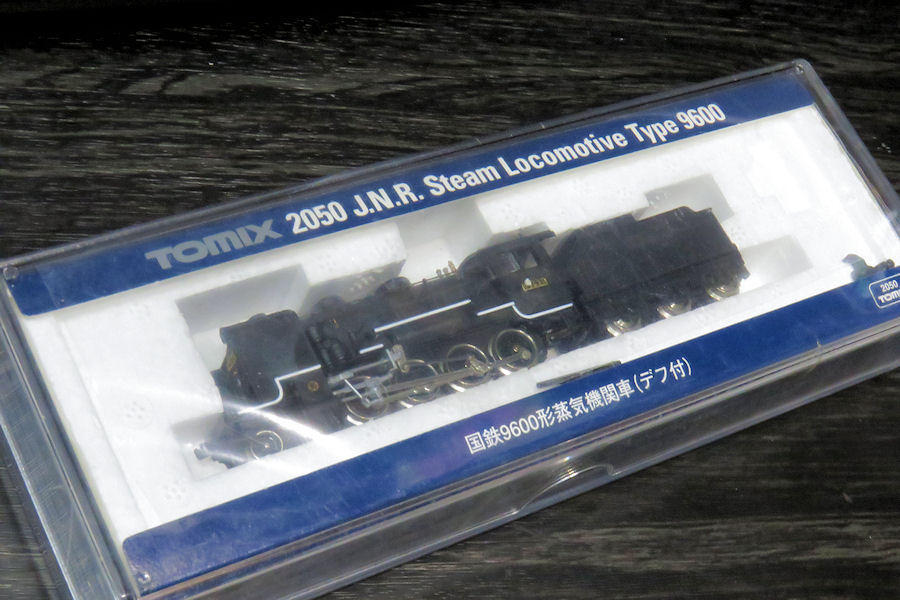 TOMIX 2050 J.N.R. Steam Locomotive Type 9600
国鉄9600形蒸気機関車(デフ付)
2050